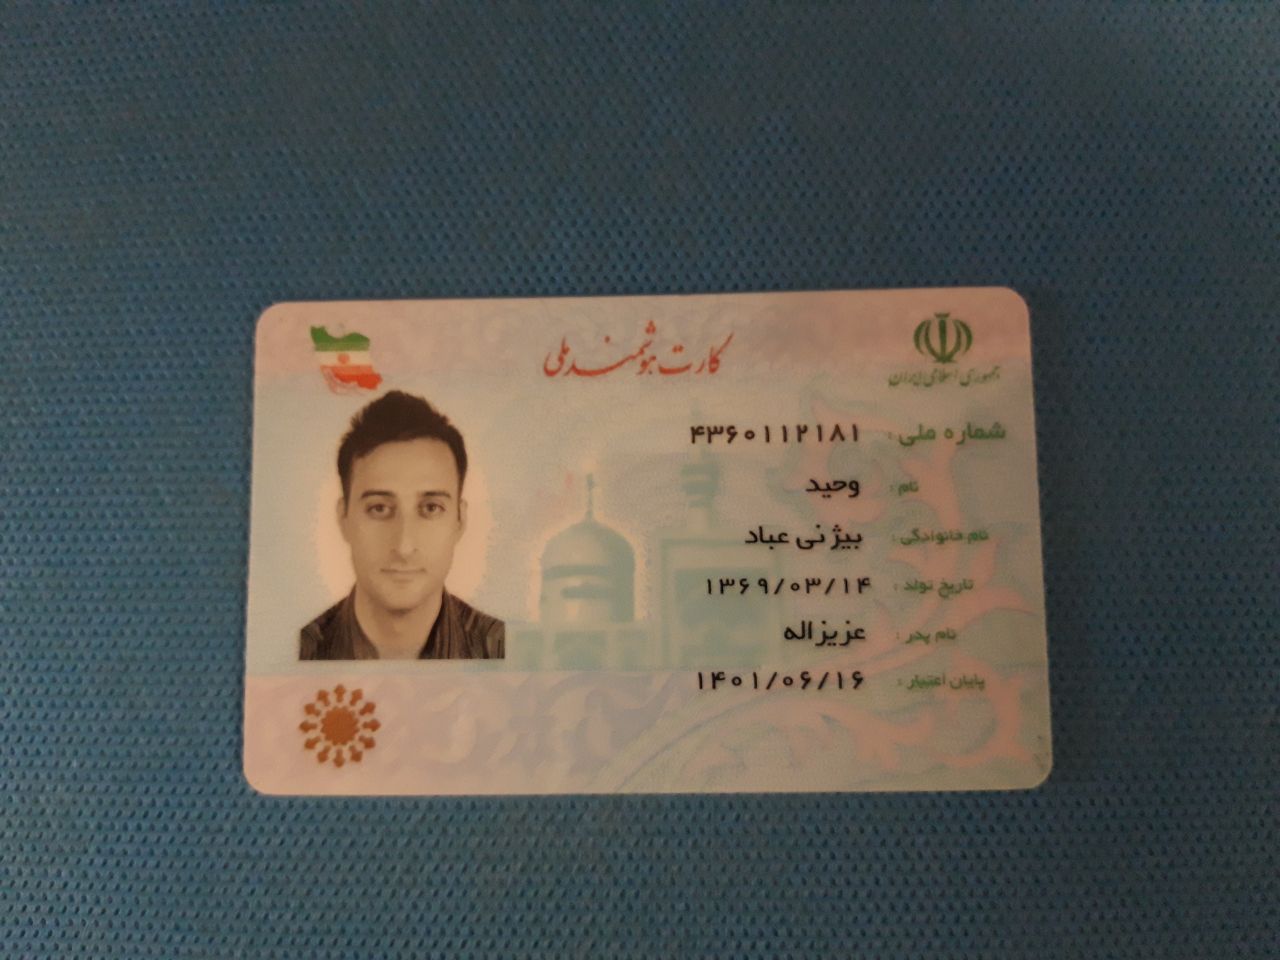 جمهوری اسلامی ایران
کارت هوشمند ملی
شماره ملی: ۴۳۶۰۱۱۲۱۸۱
نام: وحید
نام خانوادگی: بیژنی عباد
تاریخ تولد: ۱۳۶۹/۰۳/۱۴
نام پدر: عزیزاله
پایان اعتبار: ۱۴۰۱/۰۶/۱۶